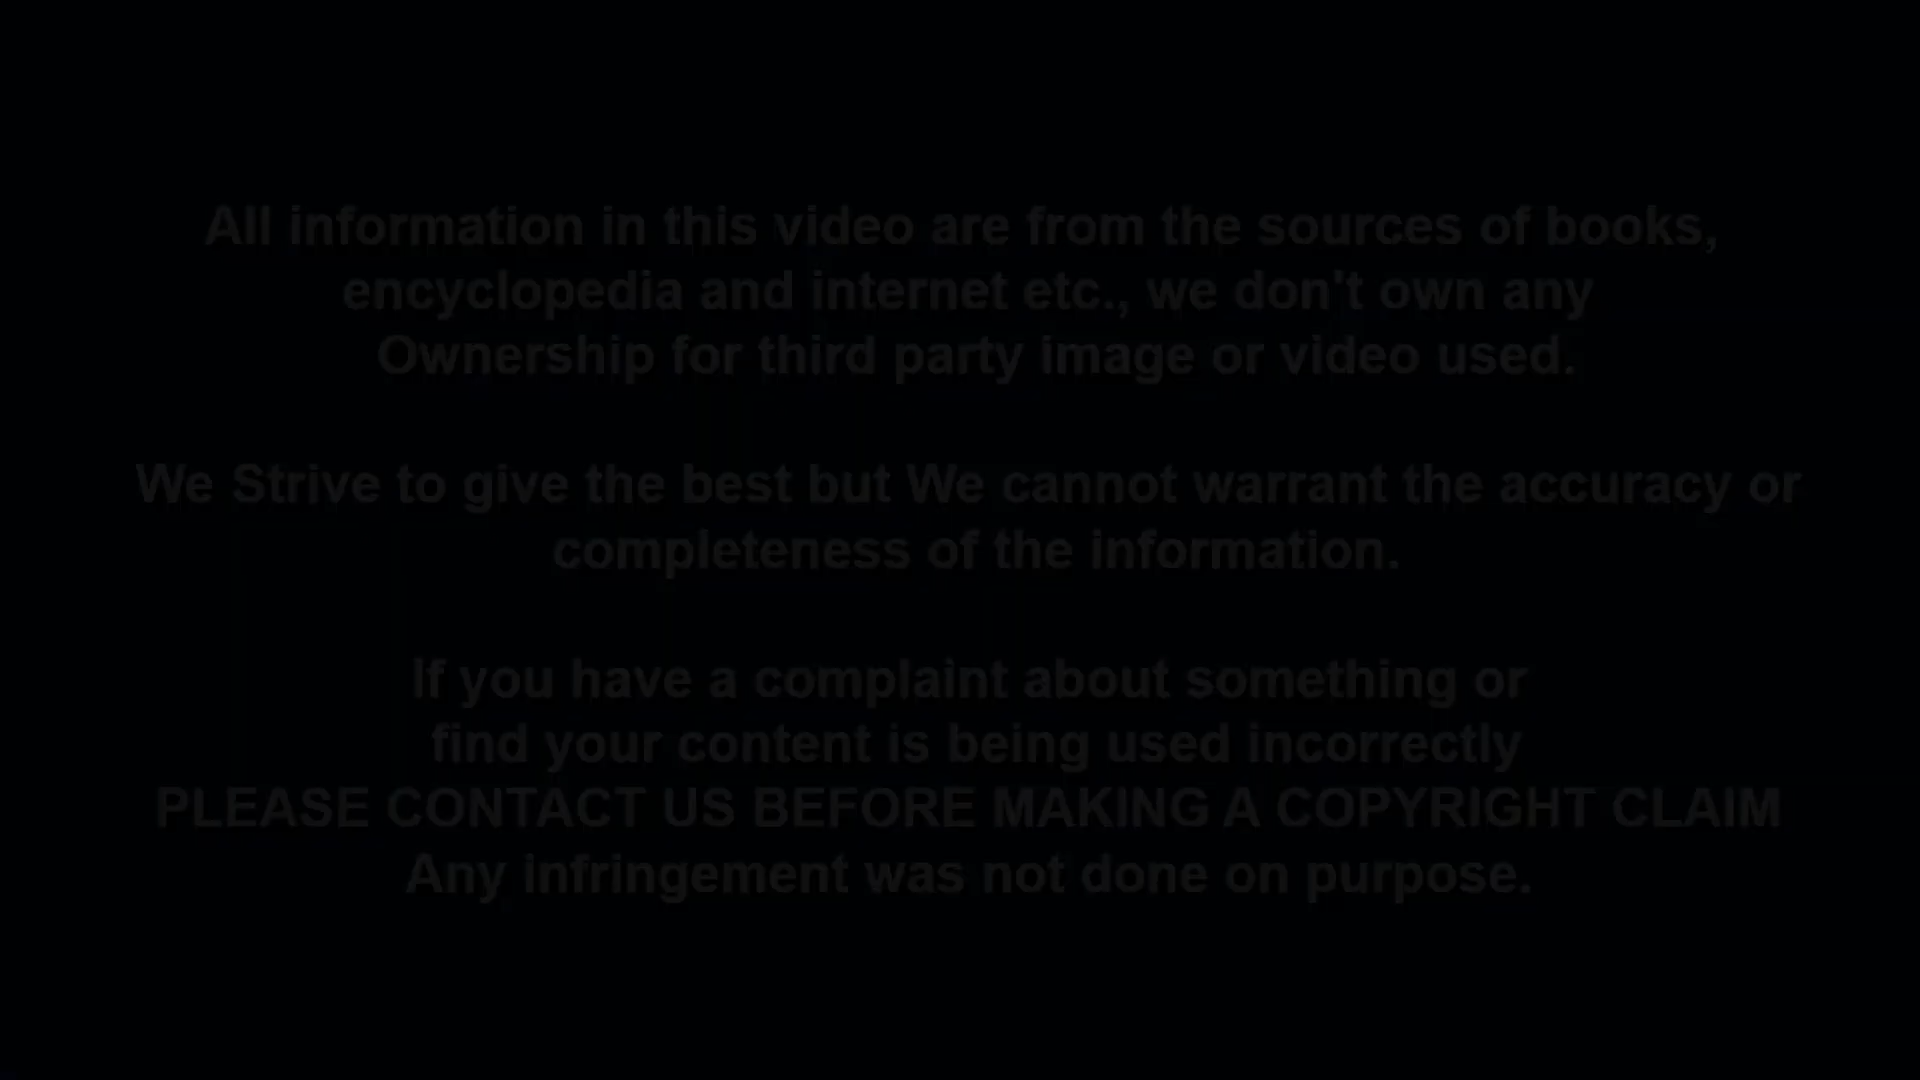 All information in this video are from the sources of books,
encyclopedia and internet etc., we don't own any
Ownership for third party image or video used.
We Strive to give the best but We cannot warrant the accuracy or
completeness of the information.
If you have a complaint about something or
find your content is being used incorrectly
PLEASE CONTACT US BEFORE MAKING A COPYRIGHT CLAIM
Any infringement was not done on purpose.